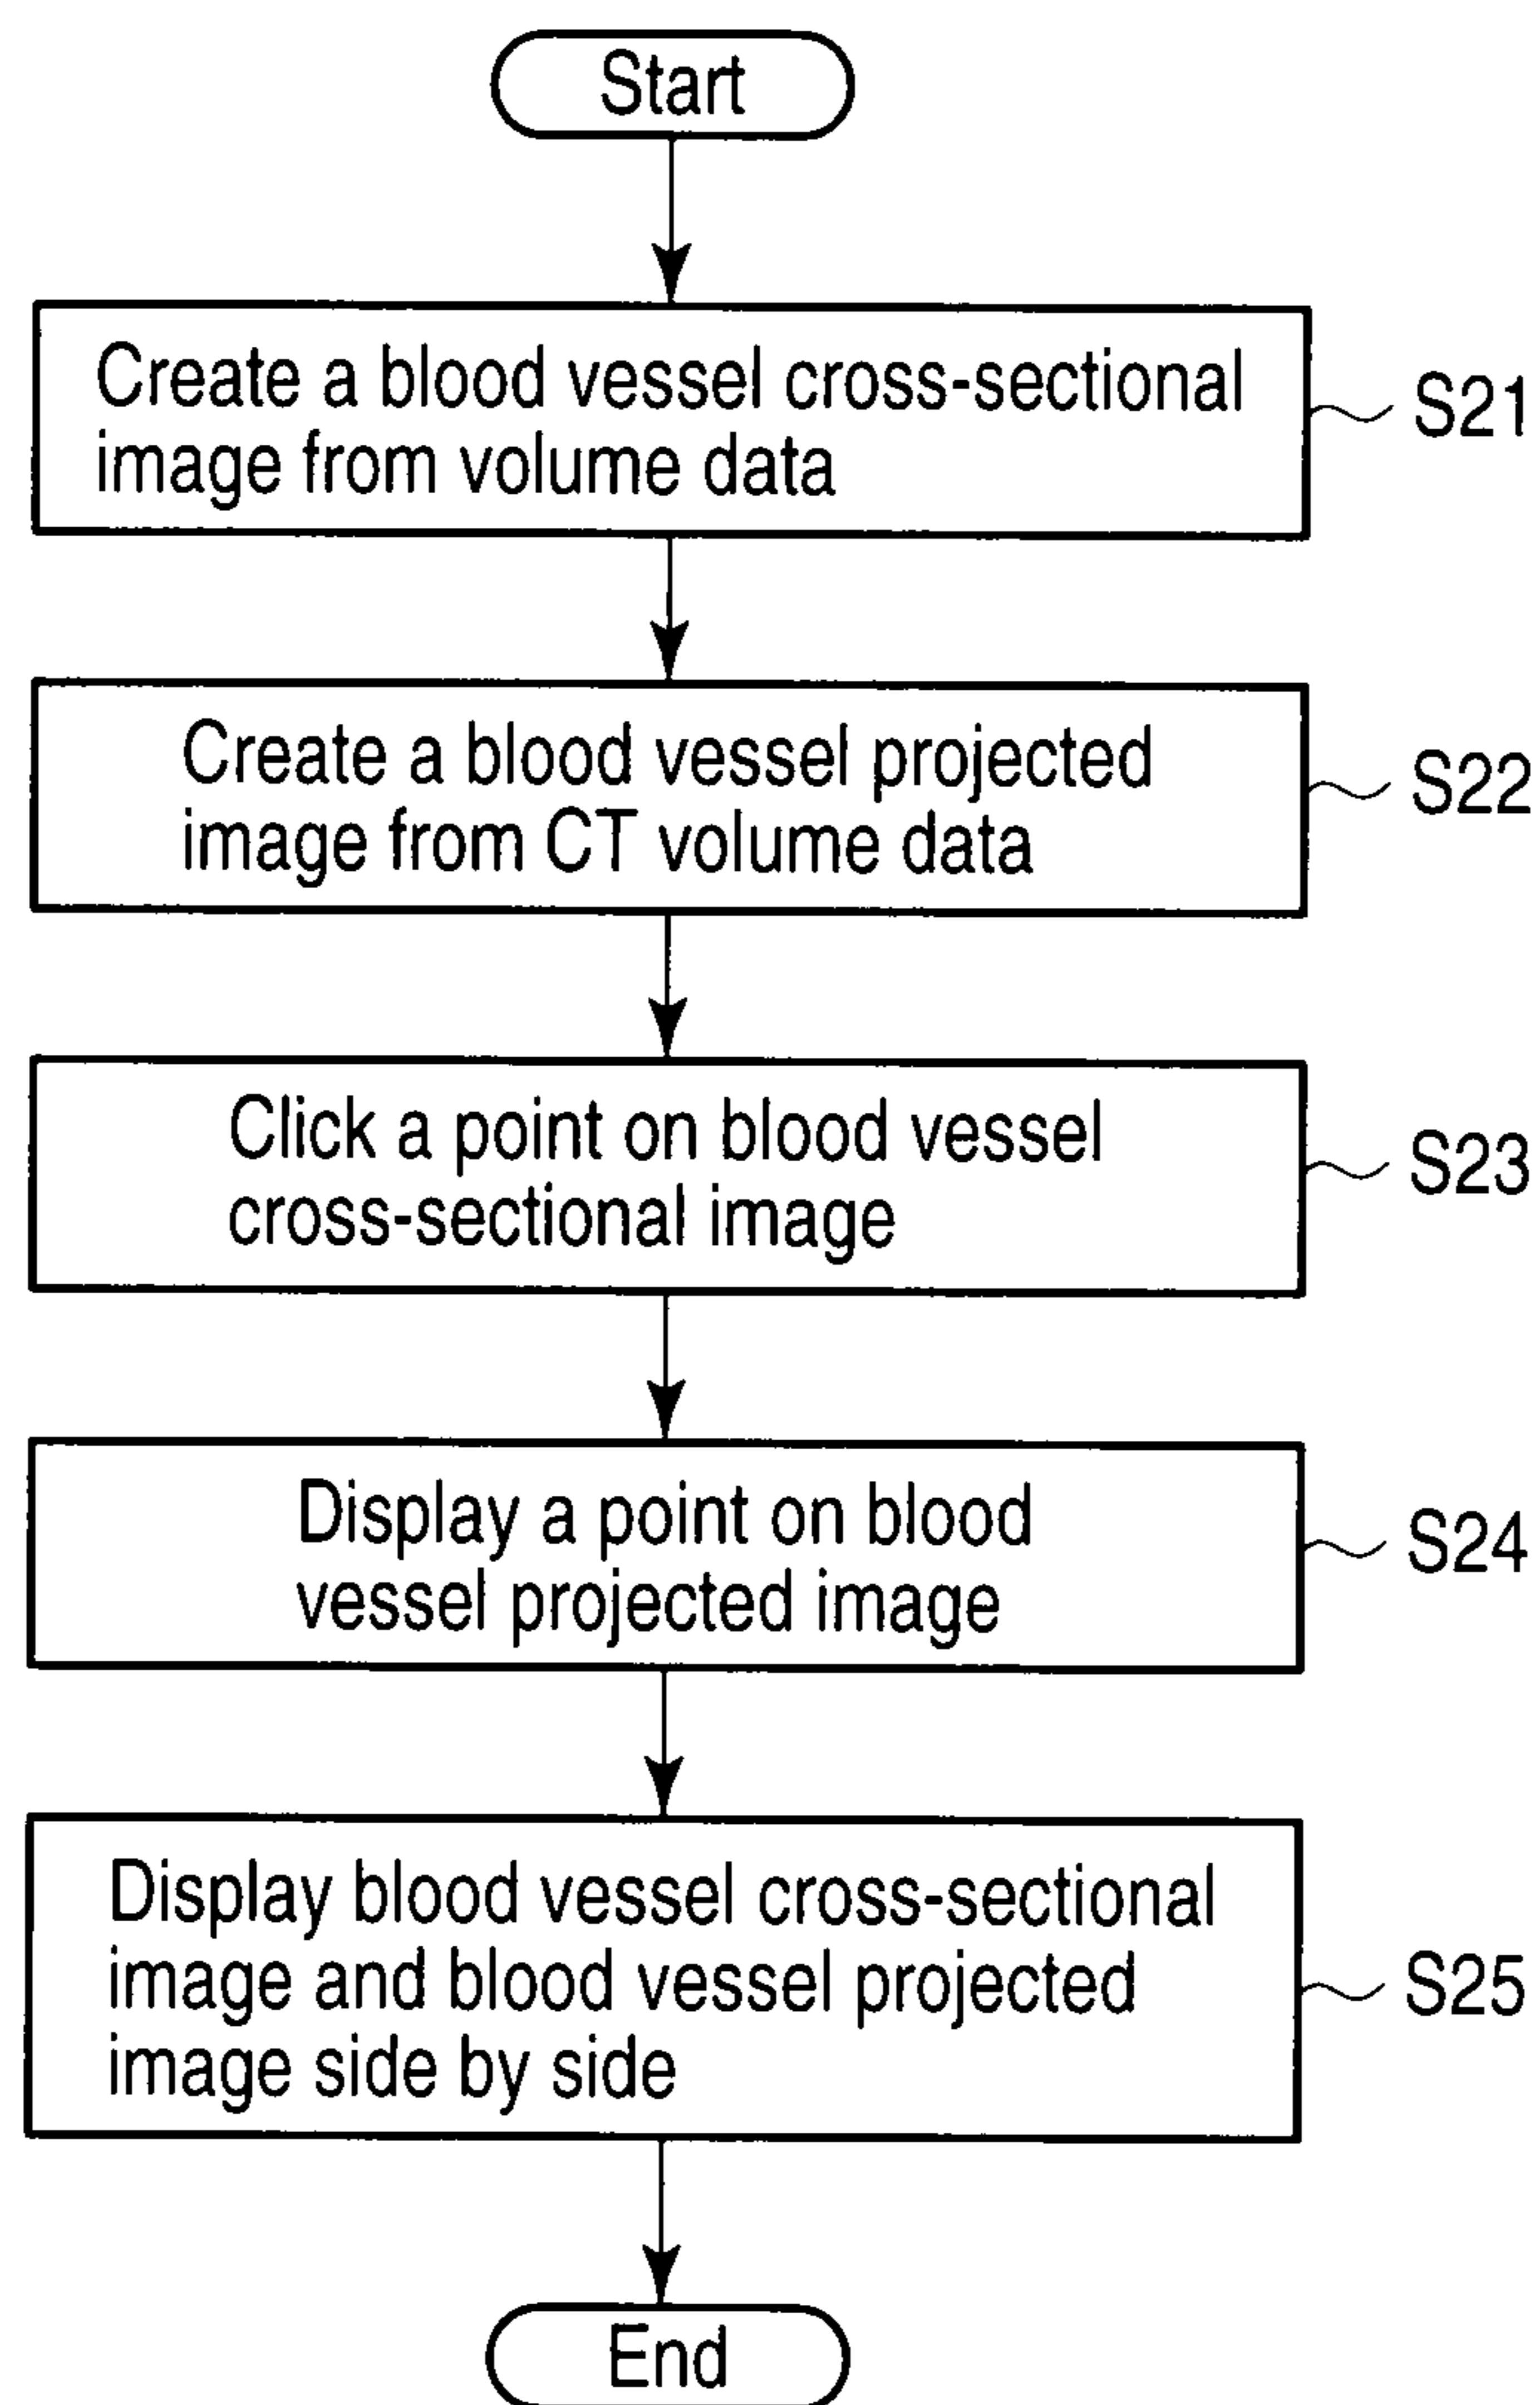 Start
Create a blood vessel cross-sectional
image from volume data
S21
Create a blood vessel projected
image from CT volume data
S22
Click a point on blood vessel
cross-sectional image
S23
Display a point on blood
vessel projected image
S24
Display blood vessel cross-sectional
image and blood vessel projected
image side by side
S25
End